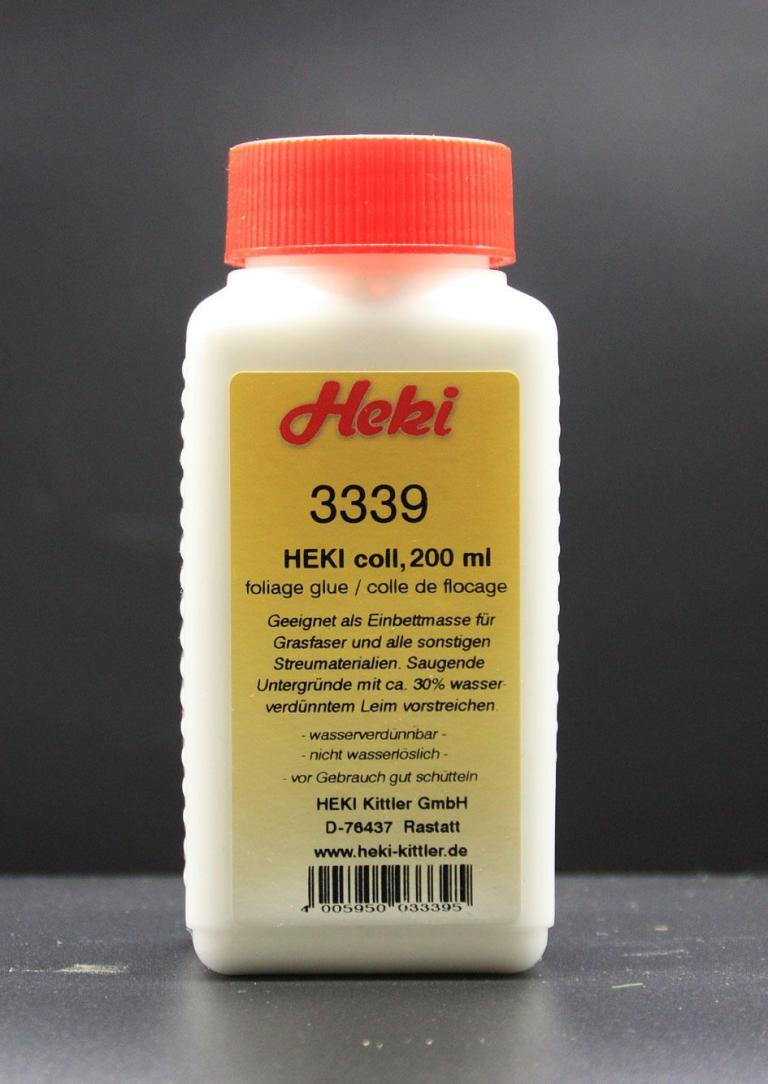 Heki
3339
HEKI coll, 200 ml
foliage glue / colle de flocage
Geeignet als Einbettmasse für
Grasfaser und alle sonstigen
Streumaterialien. Saugende
Untergründe mit ca. 30% wasser-
verdünntem Leim vorstreichen.
- wasserverdünnbar -
- nicht wasserlöslich -
- vor Gebrauch gut schütteln
HEKI Kittler GmbH
D-76437 Rastatt
www.heki-kittler.de
4 005950 033395